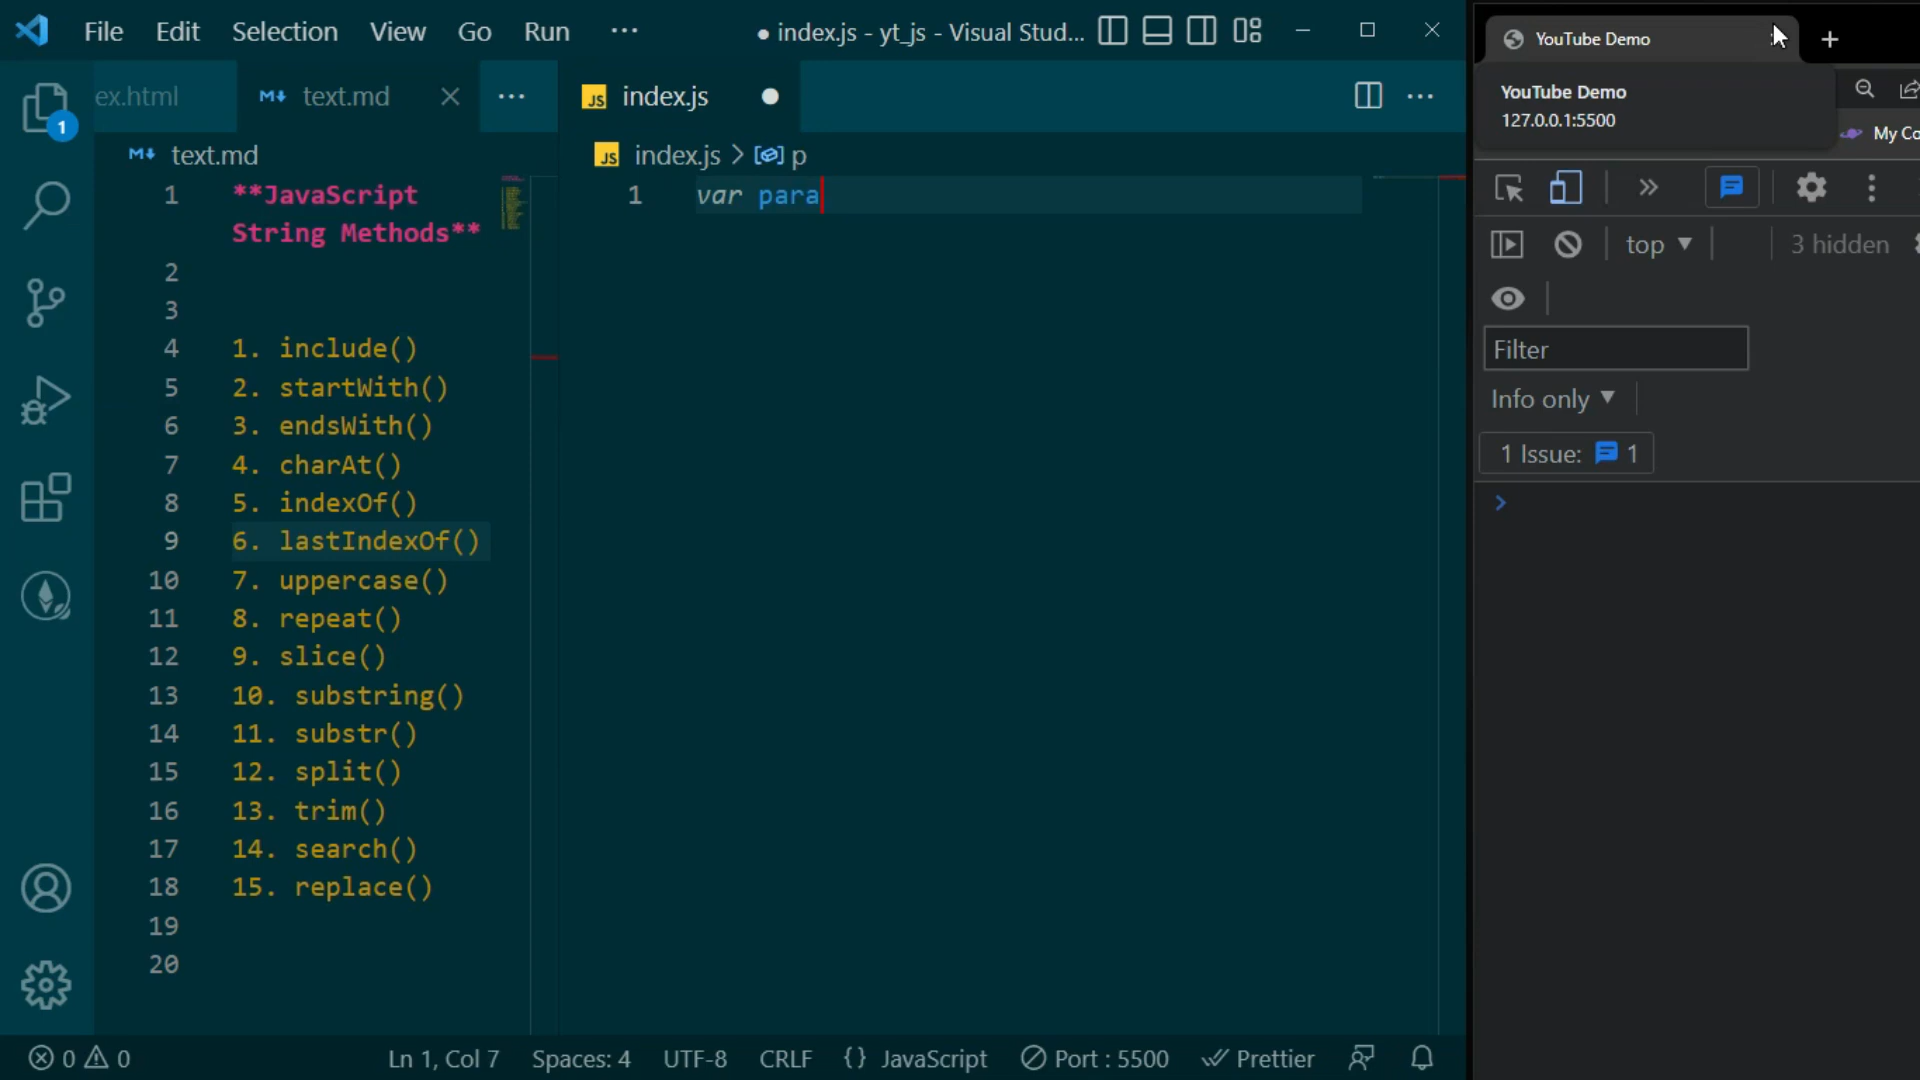 File Edit Selection View Go Run ··· ● index.js - yt_js - Visual Stud...
ex.html text.md ··· index.js ···
text.md index.js > p
1 **JavaScript
String Methods**
2
3
4 1. include()
5 2. startWith()
6 3. endsWith()
7 4. charAt()
8 5. indexOf()
9 6. lastIndexOf()
10 7. uppercase()
11 8. repeat()
12 9. slice()
13 10. substring()
14 11. substr()
15 12. split()
16 13. trim()
17 14. search()
18 15. replace()
19
20
1 var para
1
JS
JS
0 0 Ln 1, Col 7 Spaces: 4 UTF-8 CRLF {} JavaScript Port : 5500 Prettier
YouTube Demo
YouTube Demo
127.0.0.1:5500
My Co
top 3 hidden
Filter
Info only
1 Issue: 1